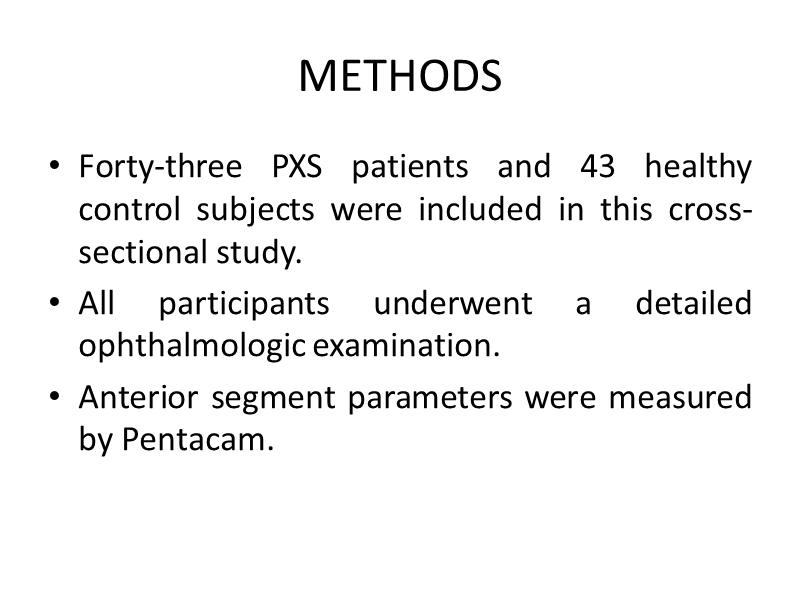 METHODS
• Forty-three PXS patients and 43 healthy
control subjects were included in this cross-
sectional study.
• All participants underwent a detailed
ophthalmologic examination.
• Anterior segment parameters were measured
by Pentacam.